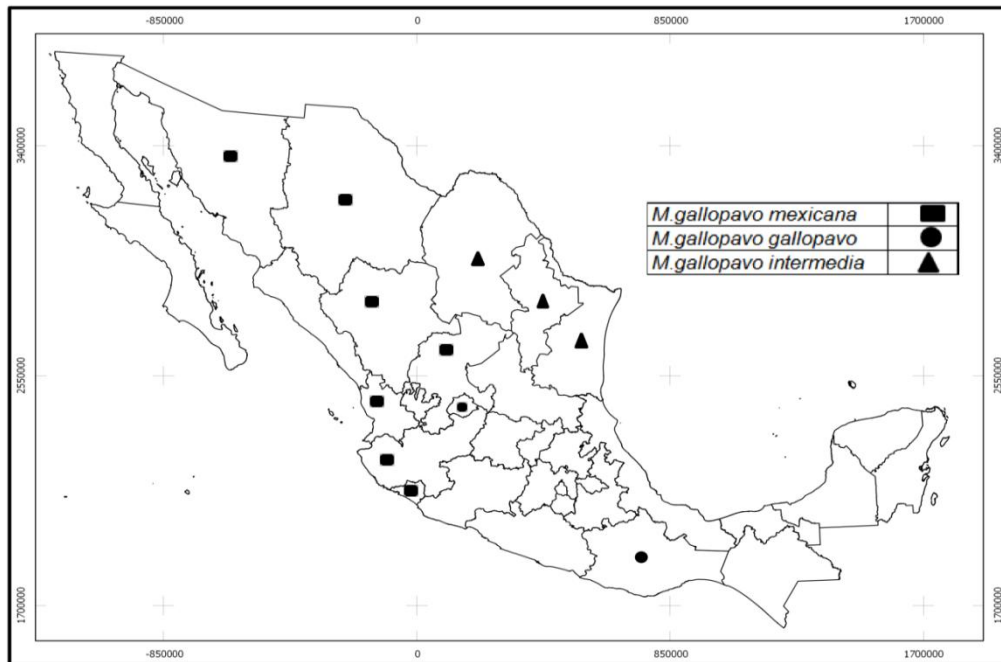 -850000 0 850000 1700000
3400000 3400000
M.gallopavo mexicana
M.gallopavo gallopavo
M.gallopavo intermedia
2550000 2550000
1700000 1700000
-850000 0 850000 1700000